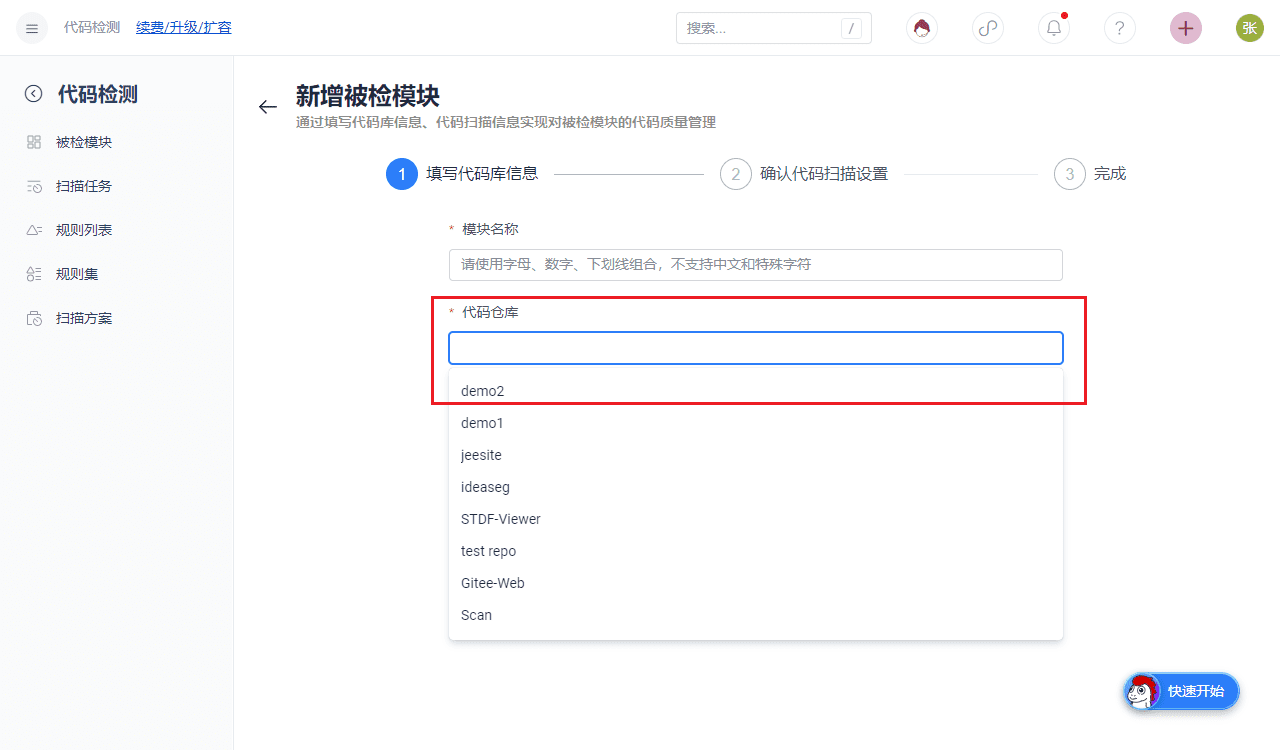 代码检测 续费/升级/扩容 搜索... / ? + 张
代码检测
被检模块
扫描任务
规则列表
规则集
扫描方案
新增被检模块
通过填写代码库信息、代码扫描信息实现对被检模块的代码质量管理
1 填写代码库信息 2 确认代码扫描设置 3 完成
* 模块名称
请使用字母、数字、下划线组合，不支持中文和特殊字符
* 代码仓库
demo2
demo1
jeesite
ideaseg
STDF-Viewer
test repo
Gitee-Web
Scan
快速开始